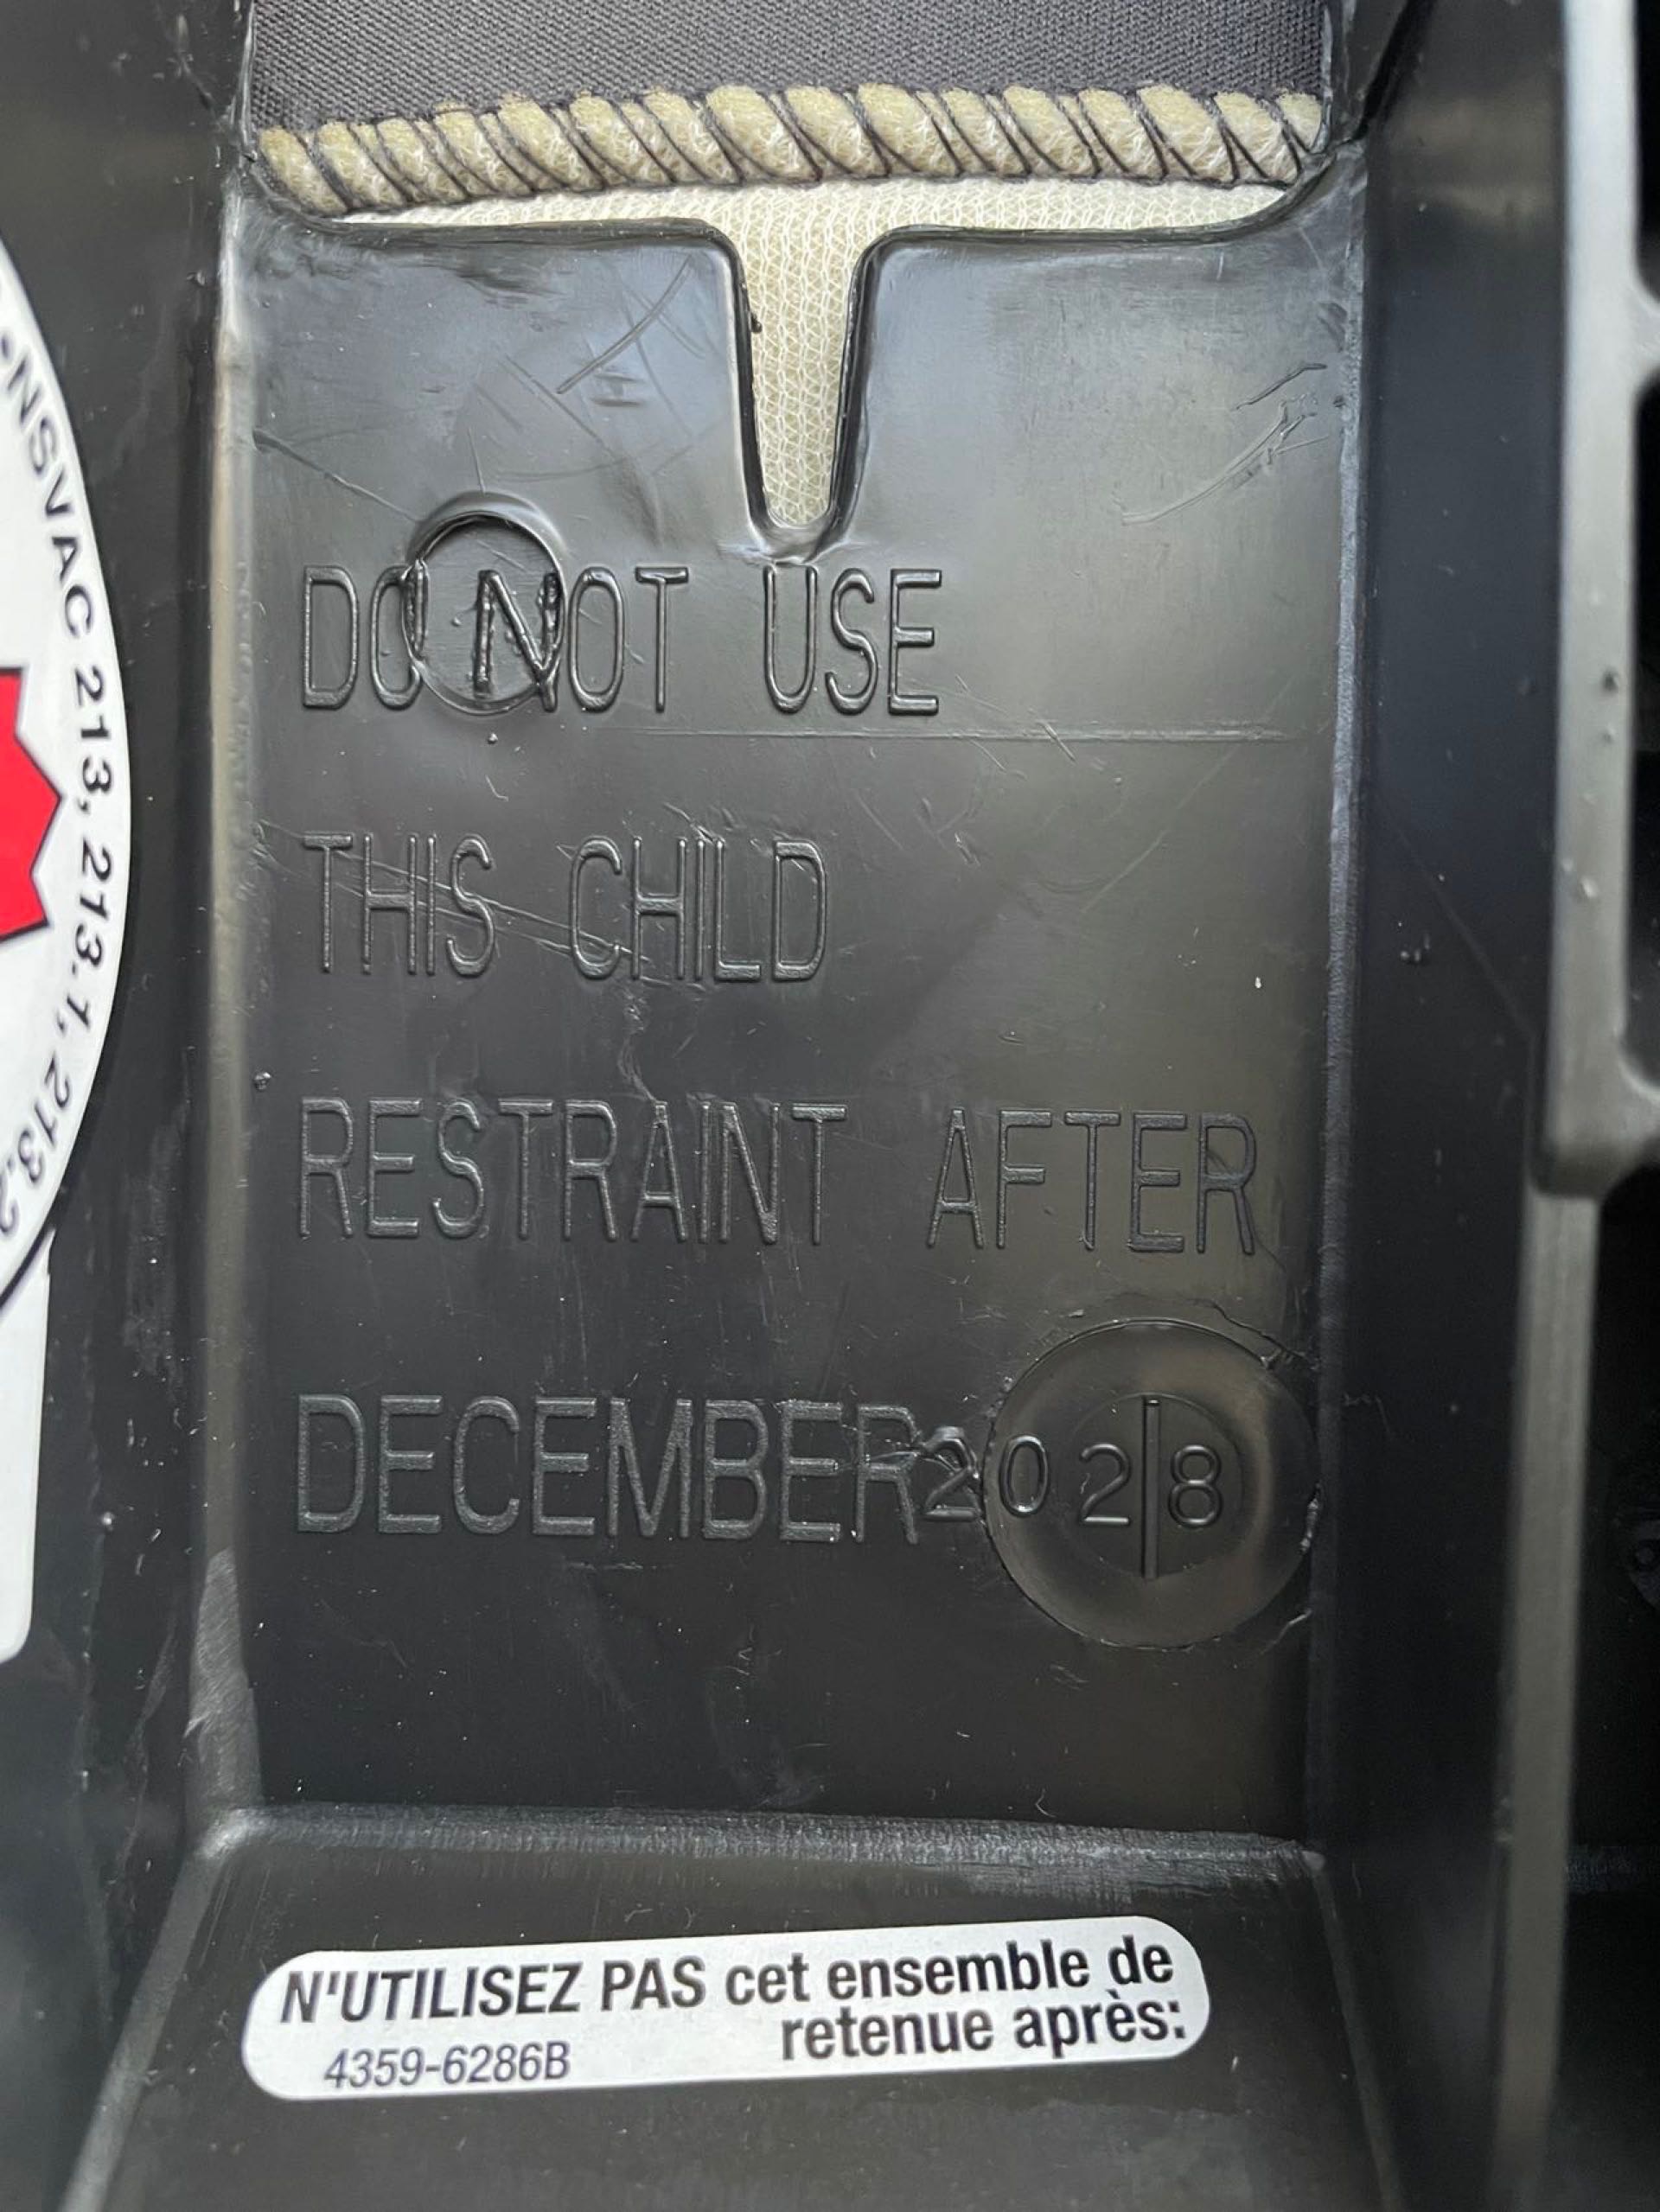 NSVAC 213, 213.1, 213.2
DO NOT USE
THIS CHILD
RESTRAINT AFTER
DECEMBER 2028
N'UTILISEZ PAS cet ensemble de
retenue après:
4359-6286B